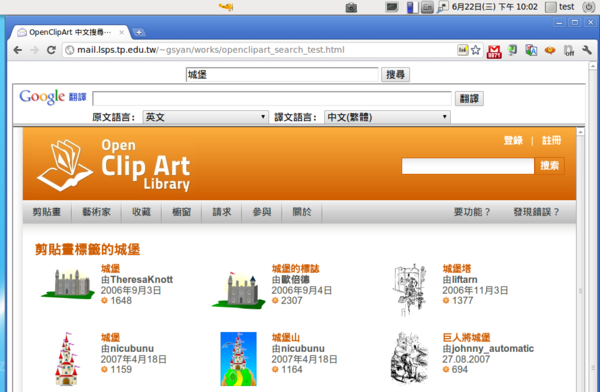 6月22日(三) 下午 10:02 test
OpenClipArt 中文搜尋…
mail.lsps.tp.edu.tw/~gsyan/works/openclipart_search_test.html
城堡 搜尋
Google 翻譯 翻譯
原文語言: 英文 譯文語言: 中文(繁體)
登錄 | 註冊
Open
Clip Art
Library
搜索
剪貼畫 藝術家 收藏 櫥窗 請求 參與 關於 要功能？ 發現錯誤？
剪貼畫標籤的城堡
城堡
由TheresaKnott
2006年9月3日
1648
城堡的標誌
由歐倍德
2006年9月4日
2307
城堡塔
由liftarn
2006年11月3日
1377
城堡
由nicubunu
2007年4月18日
1159
城堡山
由nicubunu
2007年4月18日
1164
巨人將城堡
由johnny_automatic
27.08.2007
694